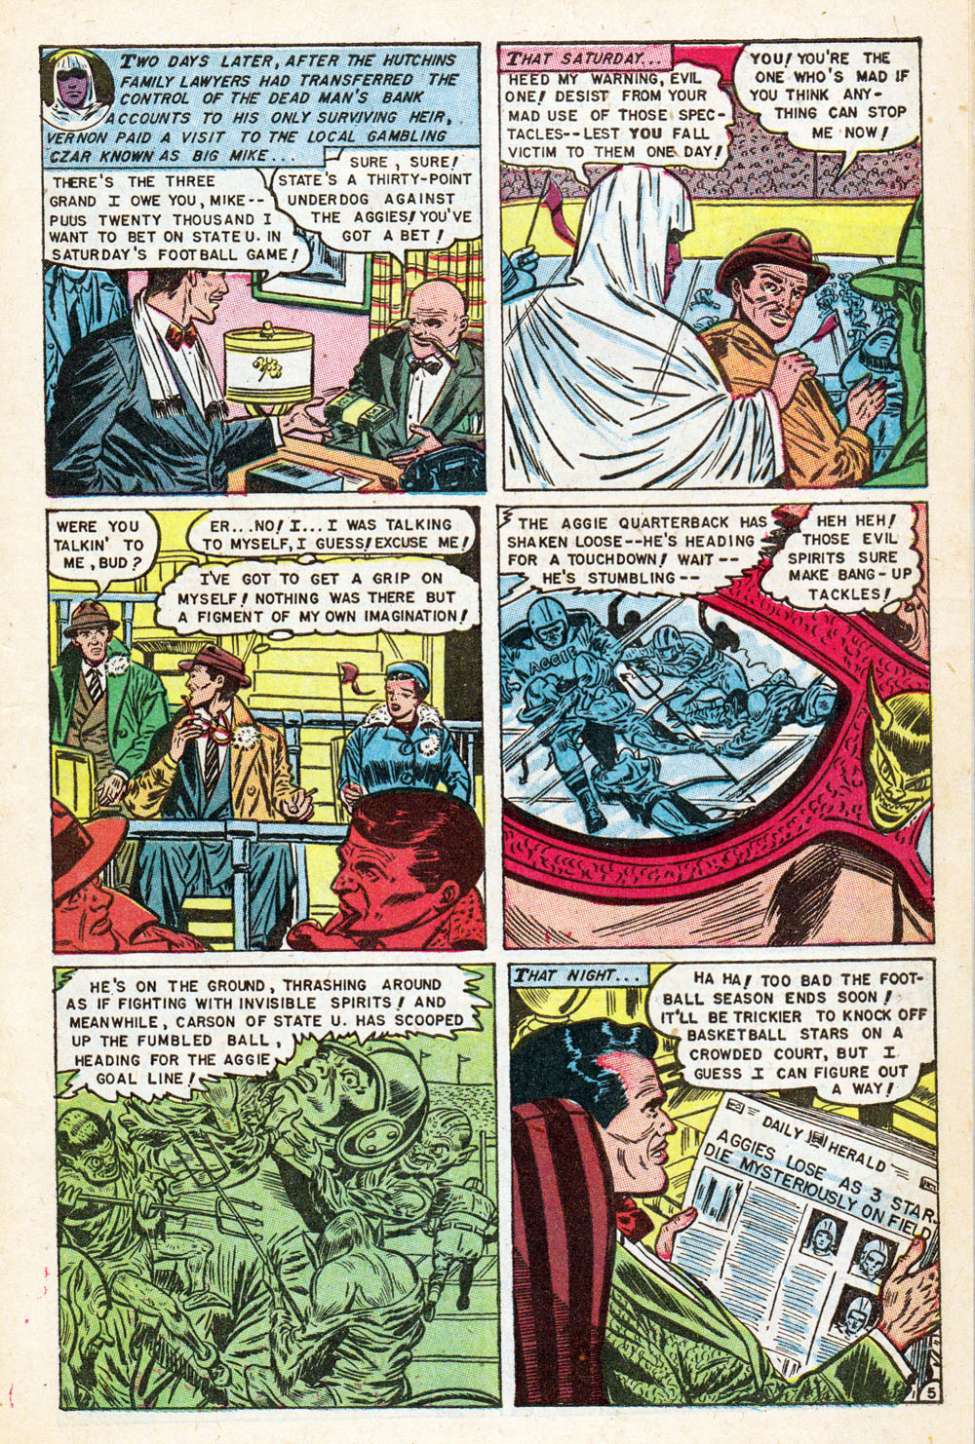 TWO DAYS LATER, AFTER THE HUTCHINS
FAMILY LAWYERS HAD TRANSFERRED THE
CONTROL OF THE DEAD MAN'S BANK
ACCOUNTS TO HIS ONLY SURVIVING HEIR,
VERNON PAID A VISIT TO THE LOCAL GAMBLING
CZAR KNOWN AS BIG MIKE...
THERE'S THE THREE
GRAND I OWE YOU, MIKE--
PUUS TWENTY THOUSAND I
WANT TO BET ON STATE U. IN
SATURDAY'S FOOTBALL GAME!
SURE, SURE!
STATE'S A THIRTY-POINT
UNDERDOG AGAINST
THE AGGIES! YOU'VE
GOT A BET!
THAT SATURDAY...
HEED MY WARNING, EVIL
ONE! DESIST FROM YOUR
MAD USE OF THOSE SPEC-
TACLES--LEST YOU FALL
VICTIM TO THEM ONE DAY!
YOU! YOU'RE THE
ONE WHO'S MAD IF
YOU THINK ANY-
THING CAN STOP
ME NOW!
WERE YOU
TALKIN' TO
ME, BUD?
ER...NO! I...I WAS TALKING
TO MYSELF, I GUESS! EXCUSE ME!
I'VE GOT TO GET A GRIP ON
MYSELF! NOTHING WAS THERE BUT
A FIGMENT OF MY OWN IMAGINATION!
THE AGGIE QUARTERBACK HAS
SHAKEN LOOSE--HE'S HEADING
FOR A TOUCHDOWN! WAIT--
HE'S STUMBLING--
HEH HEH!
THOSE EVIL
SPIRITS SURE
MAKE BANG-UP
TACKLES!
AGGIE
HE'S ON THE GROUND, THRASHING AROUND
AS IF FIGHTING WITH INVISIBLE SPIRITS! AND
MEANWHILE, CARSON OF STATE U. HAS SCOOPED
UP THE FUMBLED BALL,
HEADING FOR THE AGGIE
GOAL LINE!
THAT NIGHT...
HA HA! TOO BAD THE FOOT-
BALL SEASON ENDS SOON!
IT'LL BE TRICKIER TO KNOCK OFF
BASKETBALL STARS ON A
CROWDED COURT, BUT I
GUESS I CAN FIGURE OUT
A WAY!
DAILY HERALD
AGGIES LOSE AS 3 STAR
DIE MYSTERIOUSLY ON FIELD
5